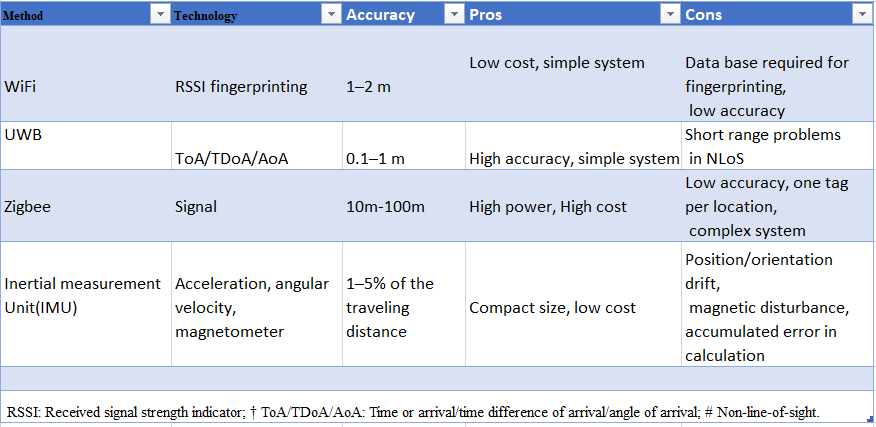 Method Technology Accuracy Pros Cons
WiFi
RSSI fingerprinting
1–2 m
Low cost, simple system
Data base required for
fingerprinting,
low accuracy
UWB
ToA/TDoA/AoA
0.1–1 m
High accuracy, simple system
Short range problems
in NLoS
Zigbee
Signal
10m-100m
High power, High cost
Low accuracy, one tag
per location,
complex system
Inertial measurement
Unit(IMU)
Acceleration, angular
velocity,
magnetometer
1–5% of the
traveling
distance
Compact size, low cost
Position/orientation
drift,
magnetic disturbance,
accumulated error in
calculation
RSSI: Received signal strength indicator; † ToA/TDoA/AoA: Time or arrival/time difference of arrival/angle of arrival; # Non-line-of-sight.